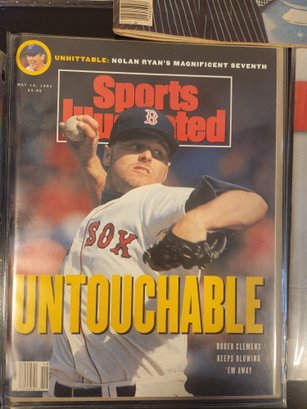 UNHITTABLE: NOLAN RYAN'S MAGNIFICENT SEVENTH
MAY 13, 1991
$2.95
Sports
Illustrated
B
SOX
UNTOUCHABLE
ROGER CLEMENS
KEEPS BLOWING
'EM AWAY